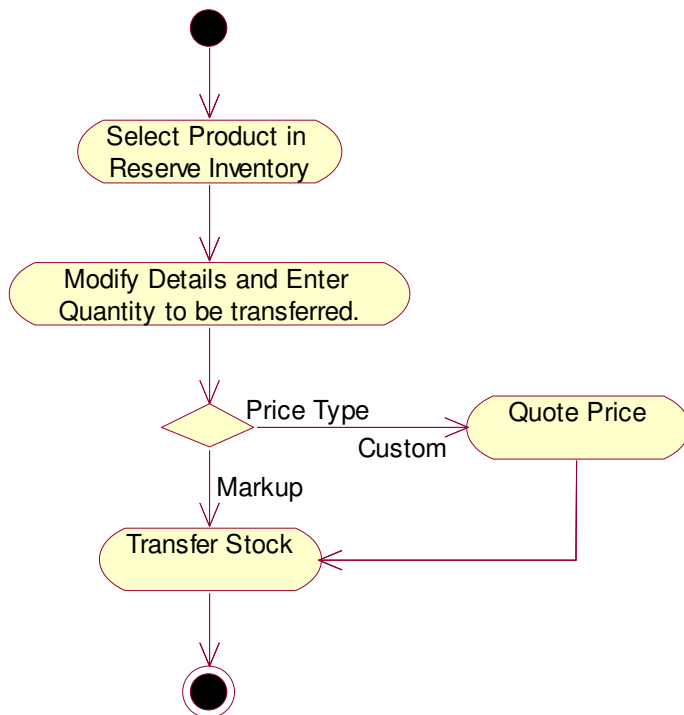 Select Product in
Reserve Inventory
Modify Details and Enter
Quantity to be transferred.
Price Type
Quote Price
Custom
Markup
Transfer Stock